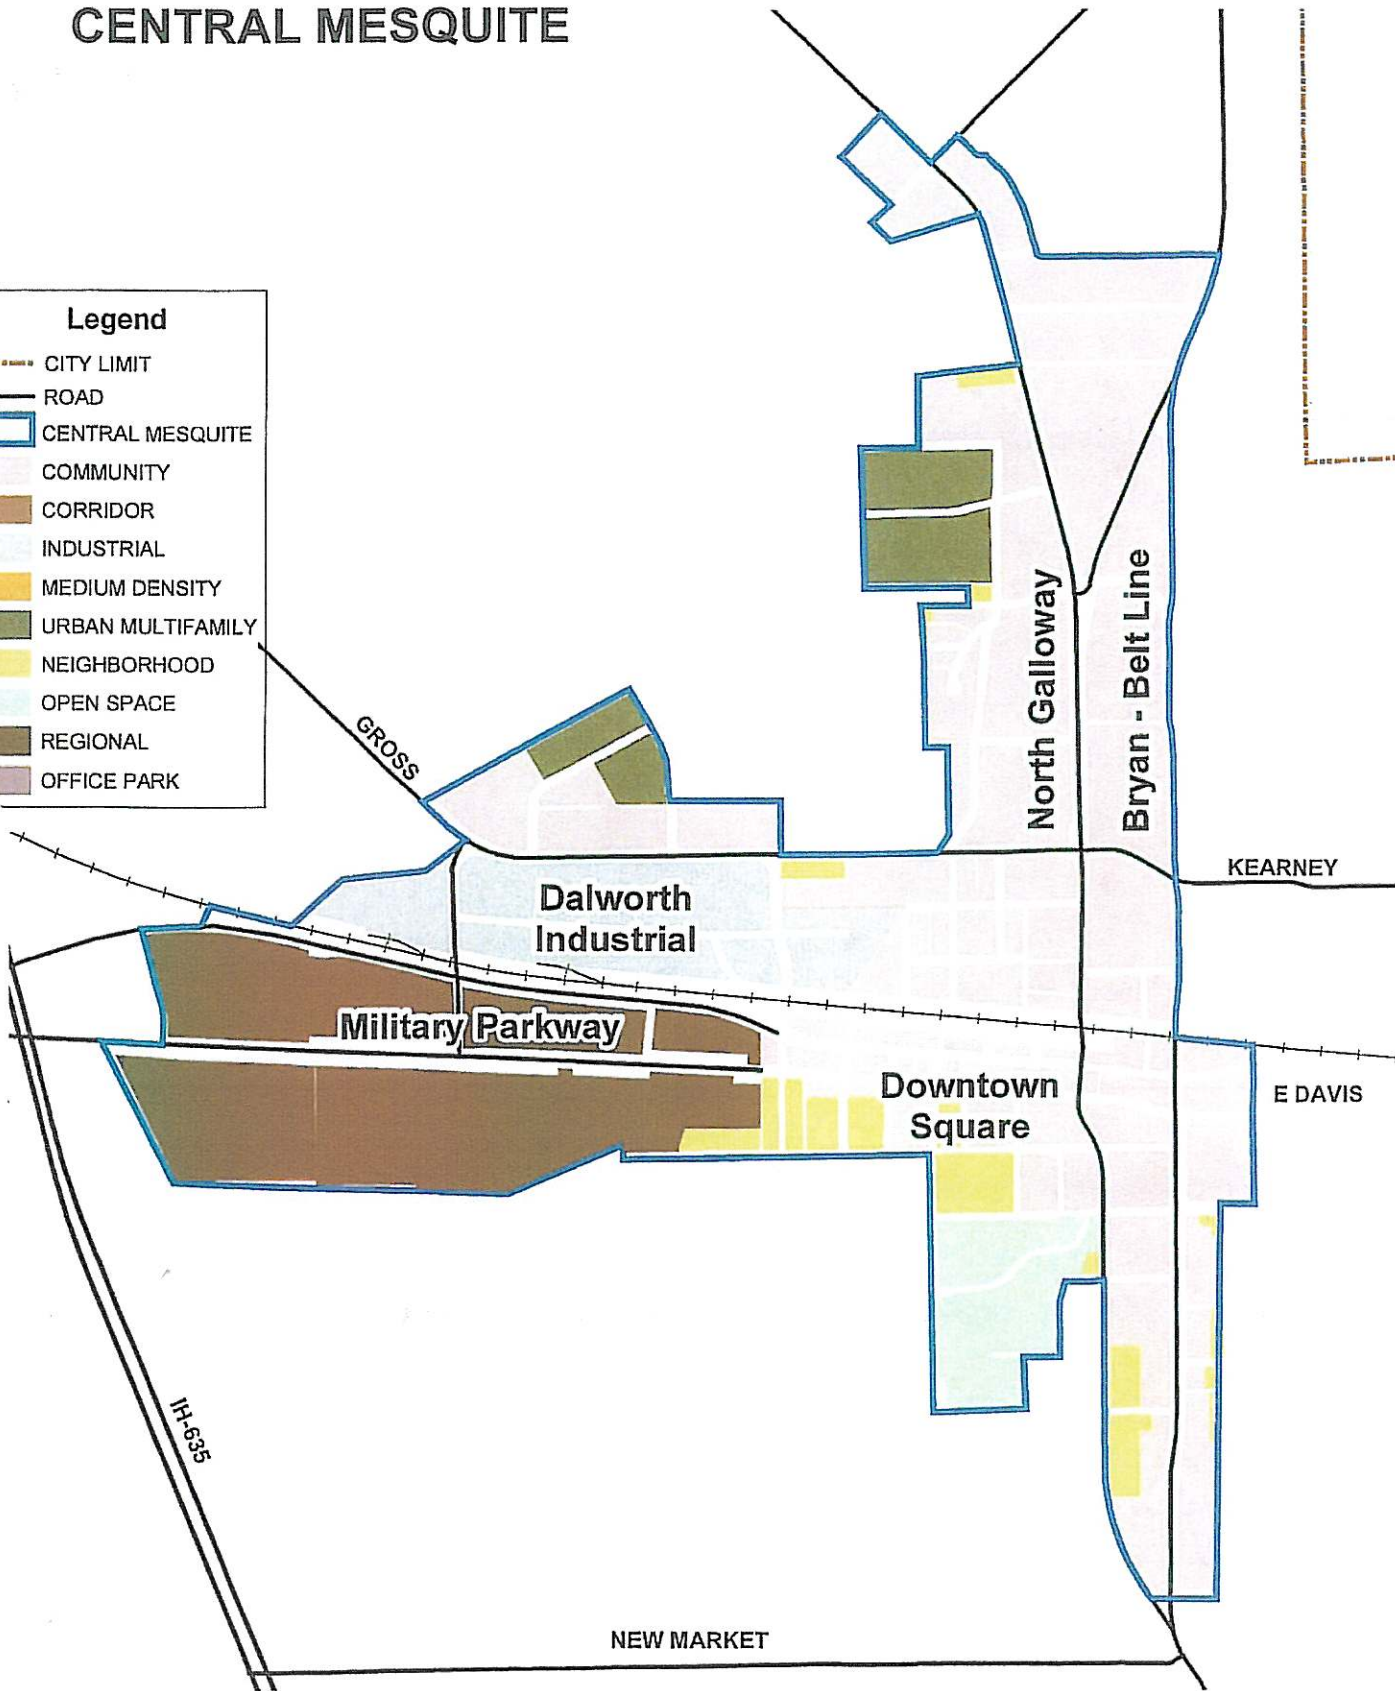 CENTRAL MESQUITE
Legend
CITY LIMIT
ROAD
CENTRAL MESQUITE
COMMUNITY
CORRIDOR
INDUSTRIAL
MEDIUM DENSITY
URBAN MULTIFAMILY
NEIGHBORHOOD
OPEN SPACE
REGIONAL
OFFICE PARK
GROSS
North Galloway
Bryan - Belt Line
KEARNEY
Dalworth
Industrial
Military Parkway
Downtown
Square
E DAVIS
IH-635
NEW MARKET